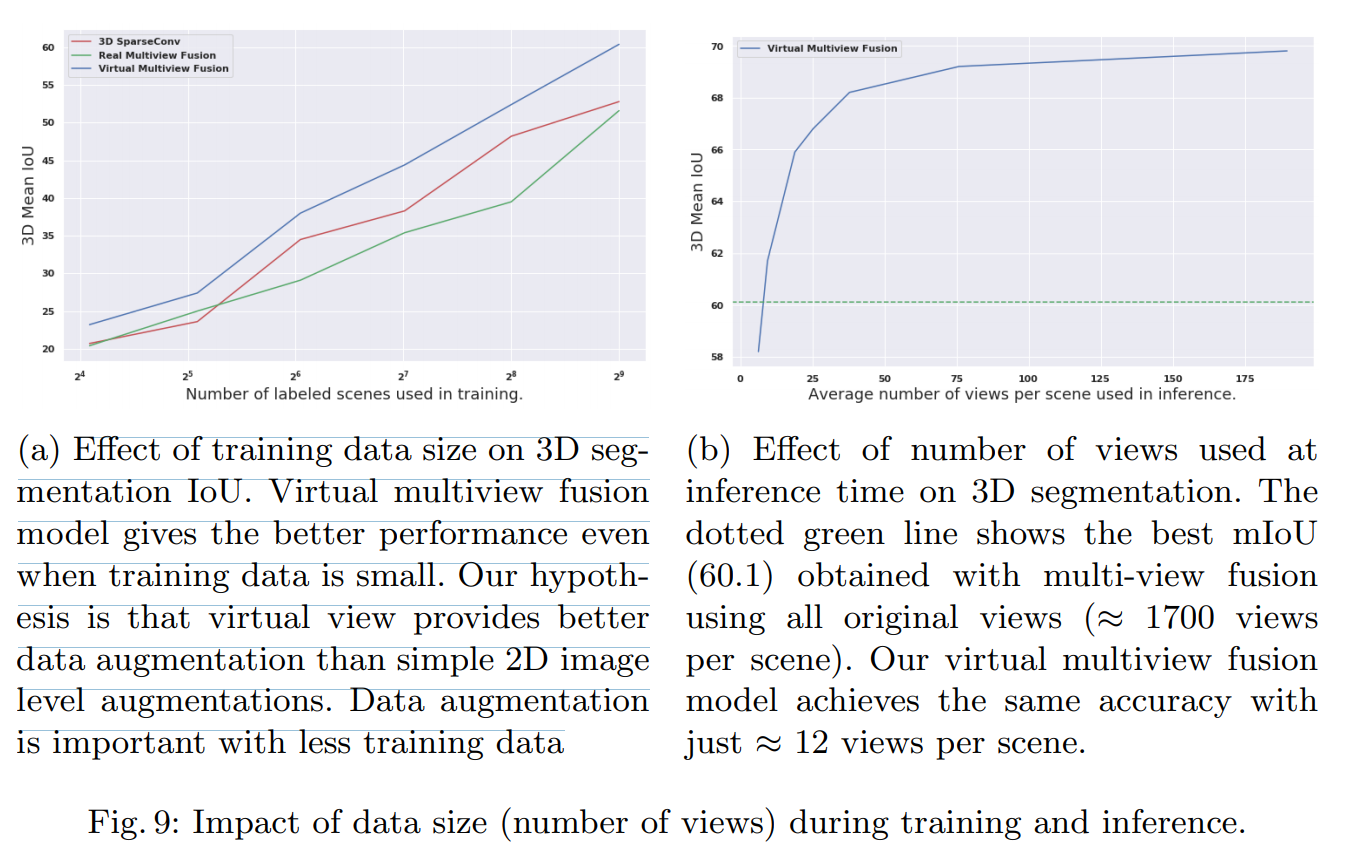 3D SparseConv
Real Multiview Fusion
Virtual Multiview Fusion
3D Mean IoU
60
55
50
45
40
35
30
25
20
2⁴ 2⁵ 2⁶ 2⁷ 2⁸ 2⁹
Number of labeled scenes used in training.
Virtual Multiview Fusion
3D Mean IoU
70
68
66
64
62
60
58
0 25 50 75 100 125 150 175
Average number of views per scene used in inference.
(a) Effect of training data size on 3D seg-
mentation IoU. Virtual multiview fusion
model gives the better performance even
when training data is small. Our hypoth-
esis is that virtual view provides better
data augmentation than simple 2D image
level augmentations. Data augmentation
is important with less training data
(b) Effect of number of views used at
inference time on 3D segmentation. The
dotted green line shows the best mIoU
(60.1) obtained with multi-view fusion
using all original views (≈ 1700 views
per scene). Our virtual multiview fusion
model achieves the same accuracy with
just ≈ 12 views per scene.
Fig. 9: Impact of data size (number of views) during training and inference.